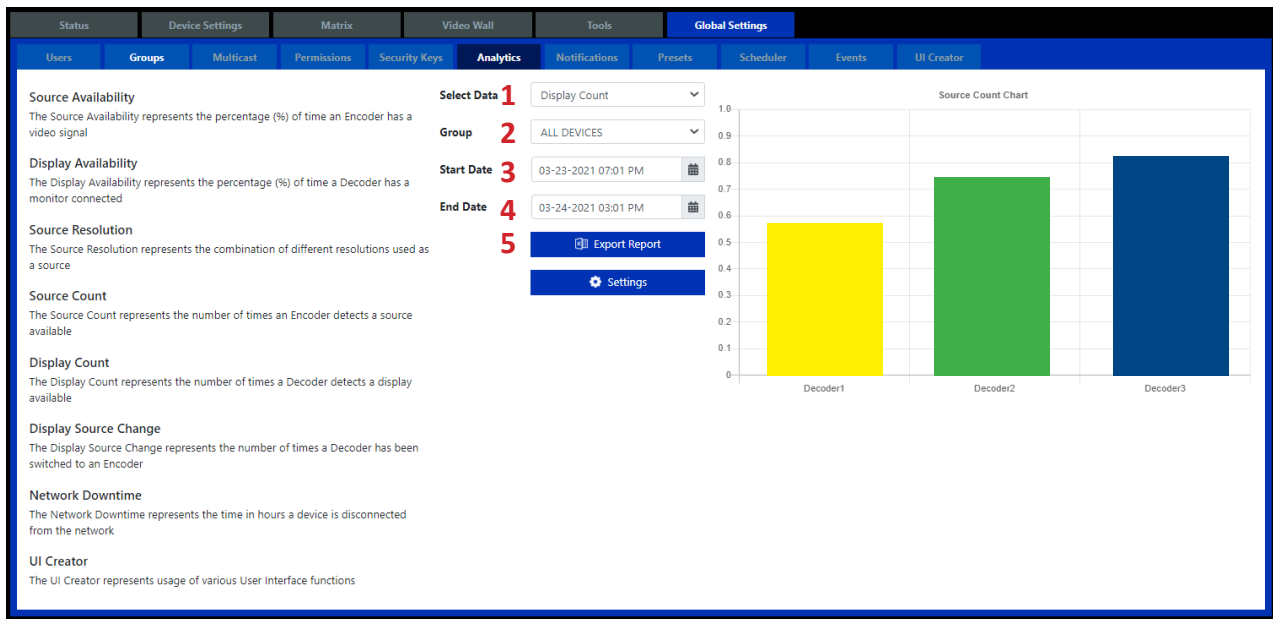 Status Device Settings Matrix Video Wall Tools Global Settings
Users Groups Multicast Permissions Security Keys Analytics Notifications Presets Scheduler Events UI Creator
Source Availability
The Source Availability represents the percentage (%) of time an Encoder has a
video signal
Display Availability
The Display Availability represents the percentage (%) of time a Decoder has a
monitor connected
Source Resolution
The Source Resolution represents the combination of different resolutions used as
a source
Source Count
The Source Count represents the number of times an Encoder detects a source
available
Display Count
The Display Count represents the number of times a Decoder detects a display
available
Display Source Change
The Display Source Change represents the number of times a Decoder has been
switched to an Encoder
Network Downtime
The Network Downtime represents the time in hours a device is disconnected
from the network
UI Creator
The UI Creator represents usage of various User Interface functions
Select Data 1 Display Count
Group 2 ALL DEVICES
Start Date 3 03-23-2021 07:01 PM
End Date 4 03-24-2021 03:01 PM
5 Export Report
Settings
Source Count Chart
1.0
0.9
0.8
0.7
0.6
0.5
0.4
0.3
0.2
0.1
0
Decoder1 Decoder2 Decoder3